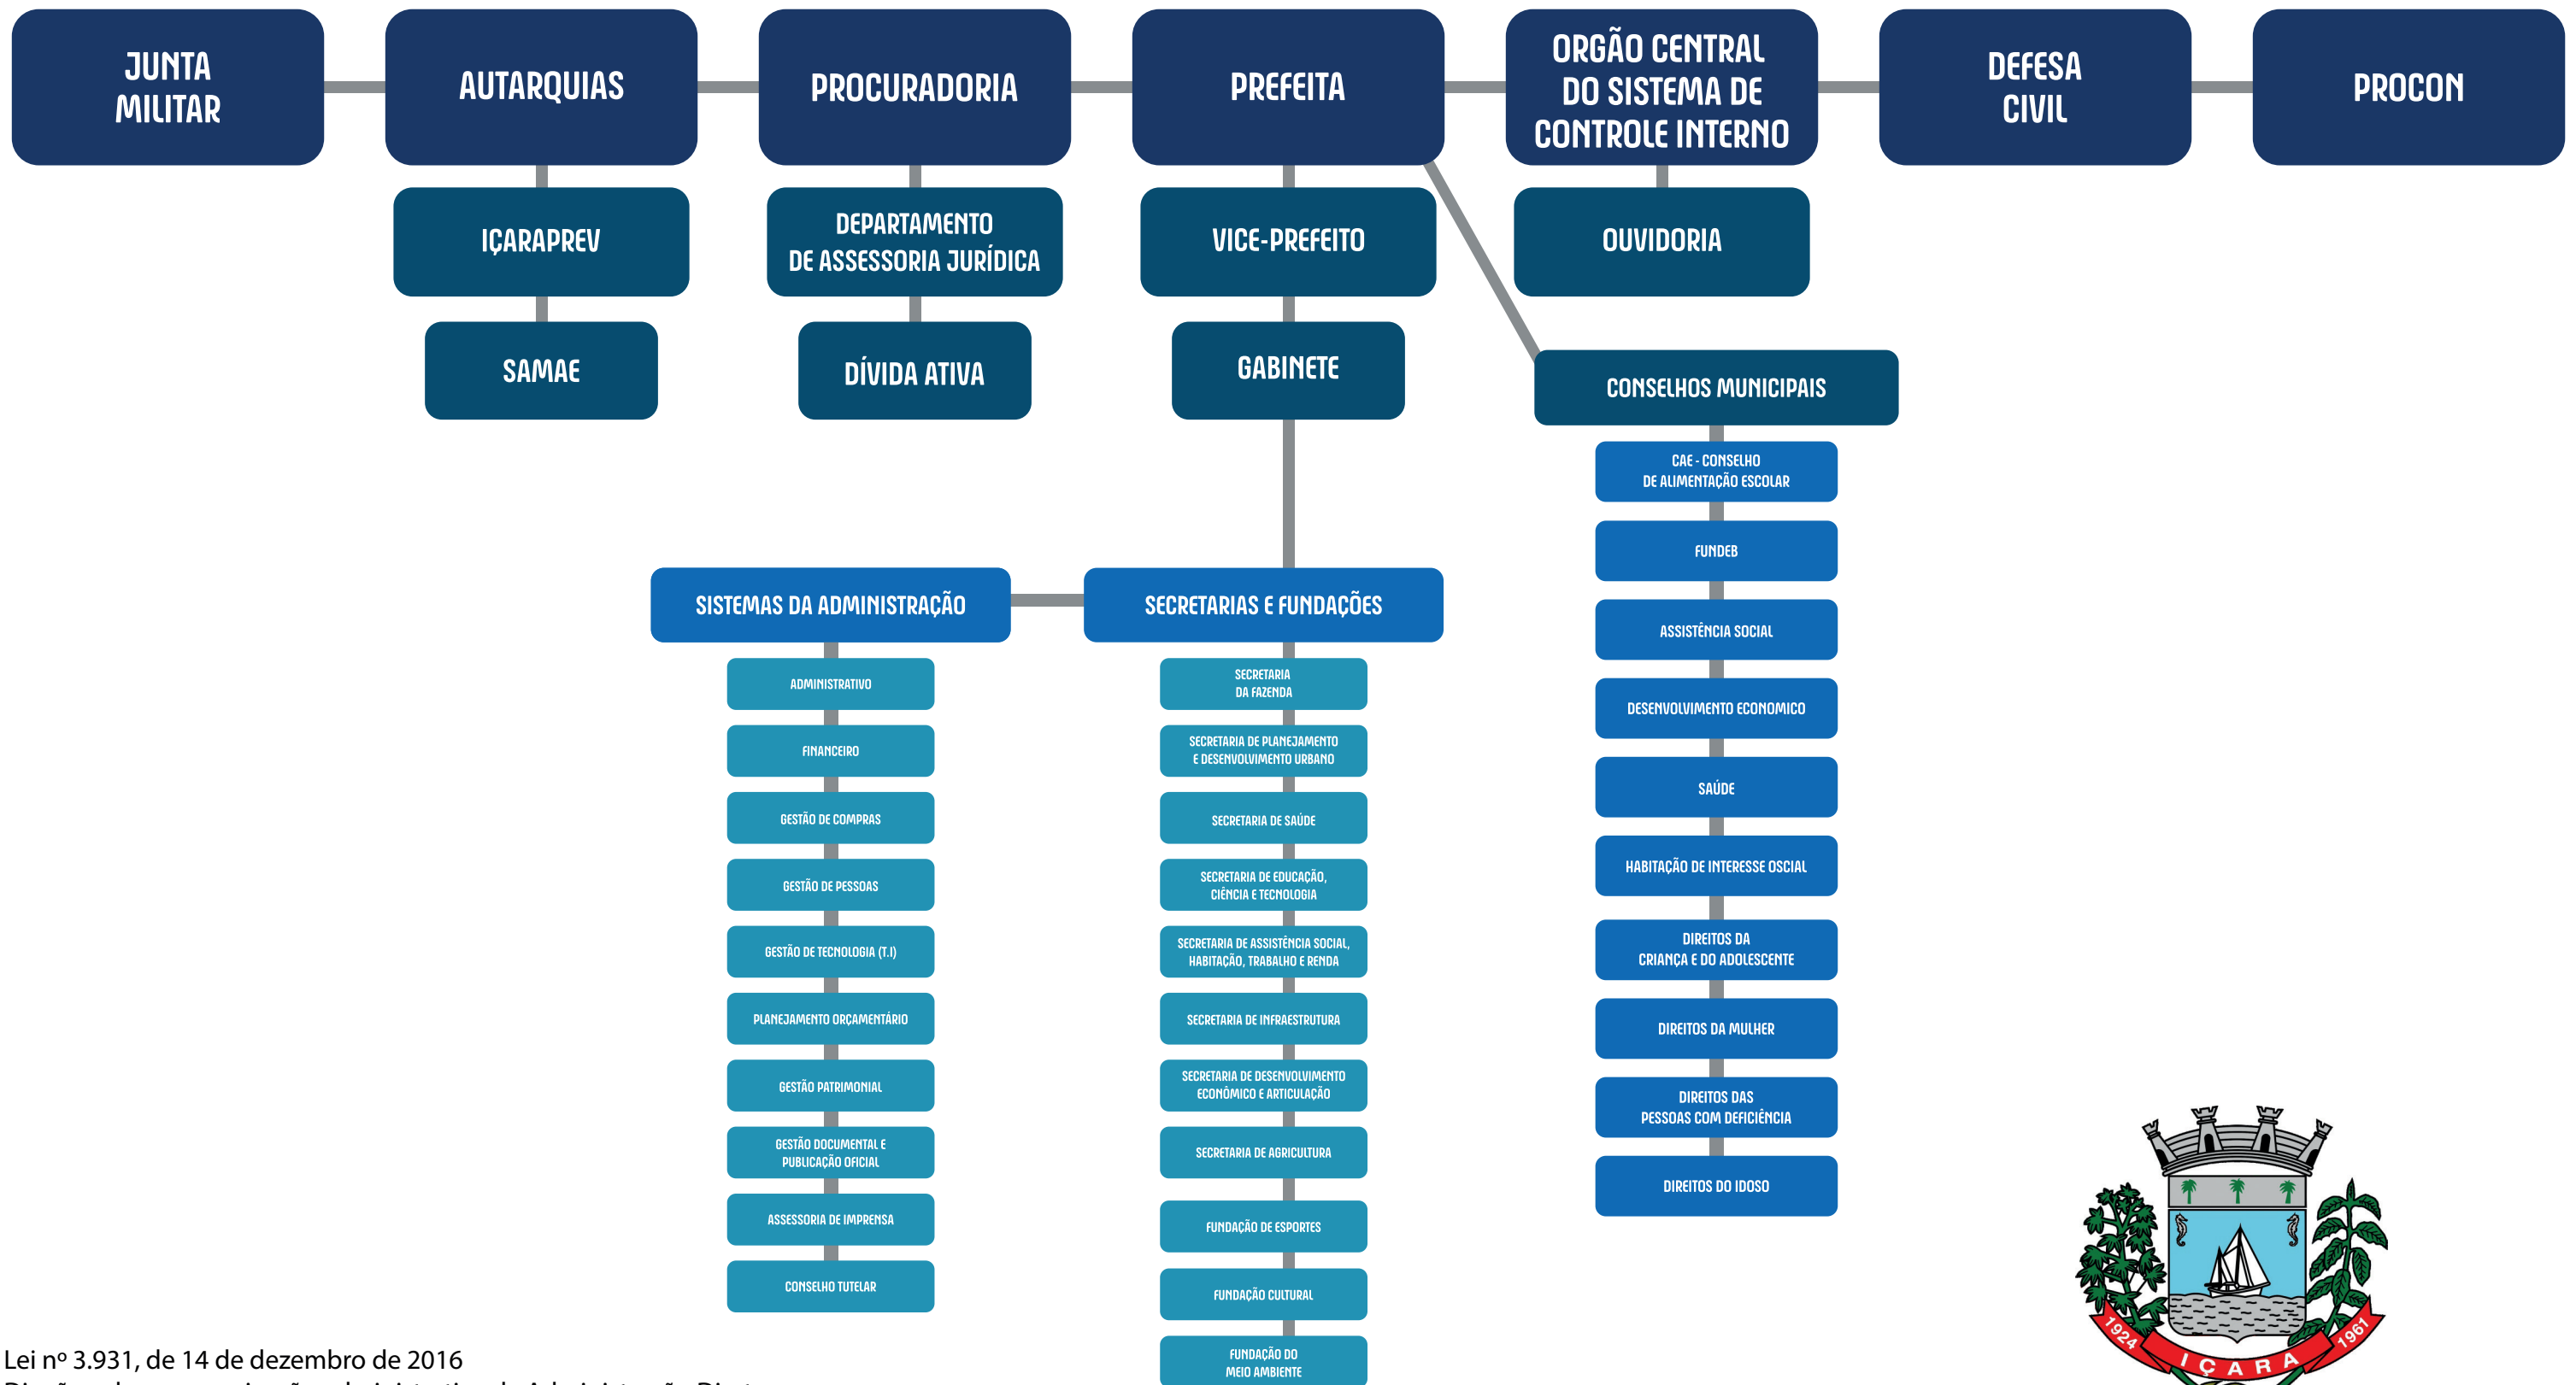 JUNTA
MILITAR
AUTARQUIAS
PROCURADORIA
PREFEITA
ORGÃO CENTRAL
DO SISTEMA DE
CONTROLE INTERNO
DEFESA
CIVIL
PROCON
IÇARAPREV
SAMAE
DEPARTAMENTO
DE ASSESSORIA JURÍDICA
DÍVIDA ATIVA
VICE-PREFEITO
GABINETE
OUVIDORIA
CONSELHOS MUNICIPAIS
CAE - CONSELHO
DE ALIMENTAÇÃO ESCOLAR
FUNDEB
ASSISTÊNCIA SOCIAL
DESENVOLVIMENTO ECONOMICO
SAÚDE
HABITAÇÃO DE INTERESSE OSCIAL
DIREITOS DA
CRIANÇA E DO ADOLESCENTE
DIREITOS DA MULHER
DIREITOS DAS
PESSOAS COM DEFICIÊNCIA
DIREITOS DO IDOSO
SISTEMAS DA ADMINISTRAÇÃO
ADMINISTRATIVO
FINANCEIRO
GESTÃO DE COMPRAS
GESTÃO DE PESSOAS
GESTÃO DE TECNOLOGIA (T.I)
PLANEJAMENTO ORÇAMENTÁRIO
GESTÃO PATRIMONIAL
GESTÃO DOCUMENTAL E
PUBLICAÇÃO OFICIAL
ASSESSORIA DE IMPRENSA
CONSELHO TUTELAR
SECRETARIAS E FUNDAÇÕES
SECRETARIA
DA FAZENDA
SECRETARIA DE PLANEJAMENTO
E DESENVOLVIMENTO URBANO
SECRETARIA DE SAÚDE
SECRETARIA DE EDUCAÇÃO,
CIÊNCIA E TECNOLOGIA
SECRETARIA DE ASSISTÊNCIA SOCIAL,
HABITAÇÃO, TRABALHO E RENDA
SECRETARIA DE INFRAESTRUTURA
SECRETARIA DE DESENVOLVIMENTO
ECONÔMICO E ARTICULAÇÃO
SECRETARIA DE AGRICULTURA
FUNDAÇÃO DE ESPORTES
FUNDAÇÃO CULTURAL
FUNDAÇÃO DO
MEIO AMBIENTE
Lei nº 3.931, de 14 de dezembro de 2016
1924
IÇARA
1961